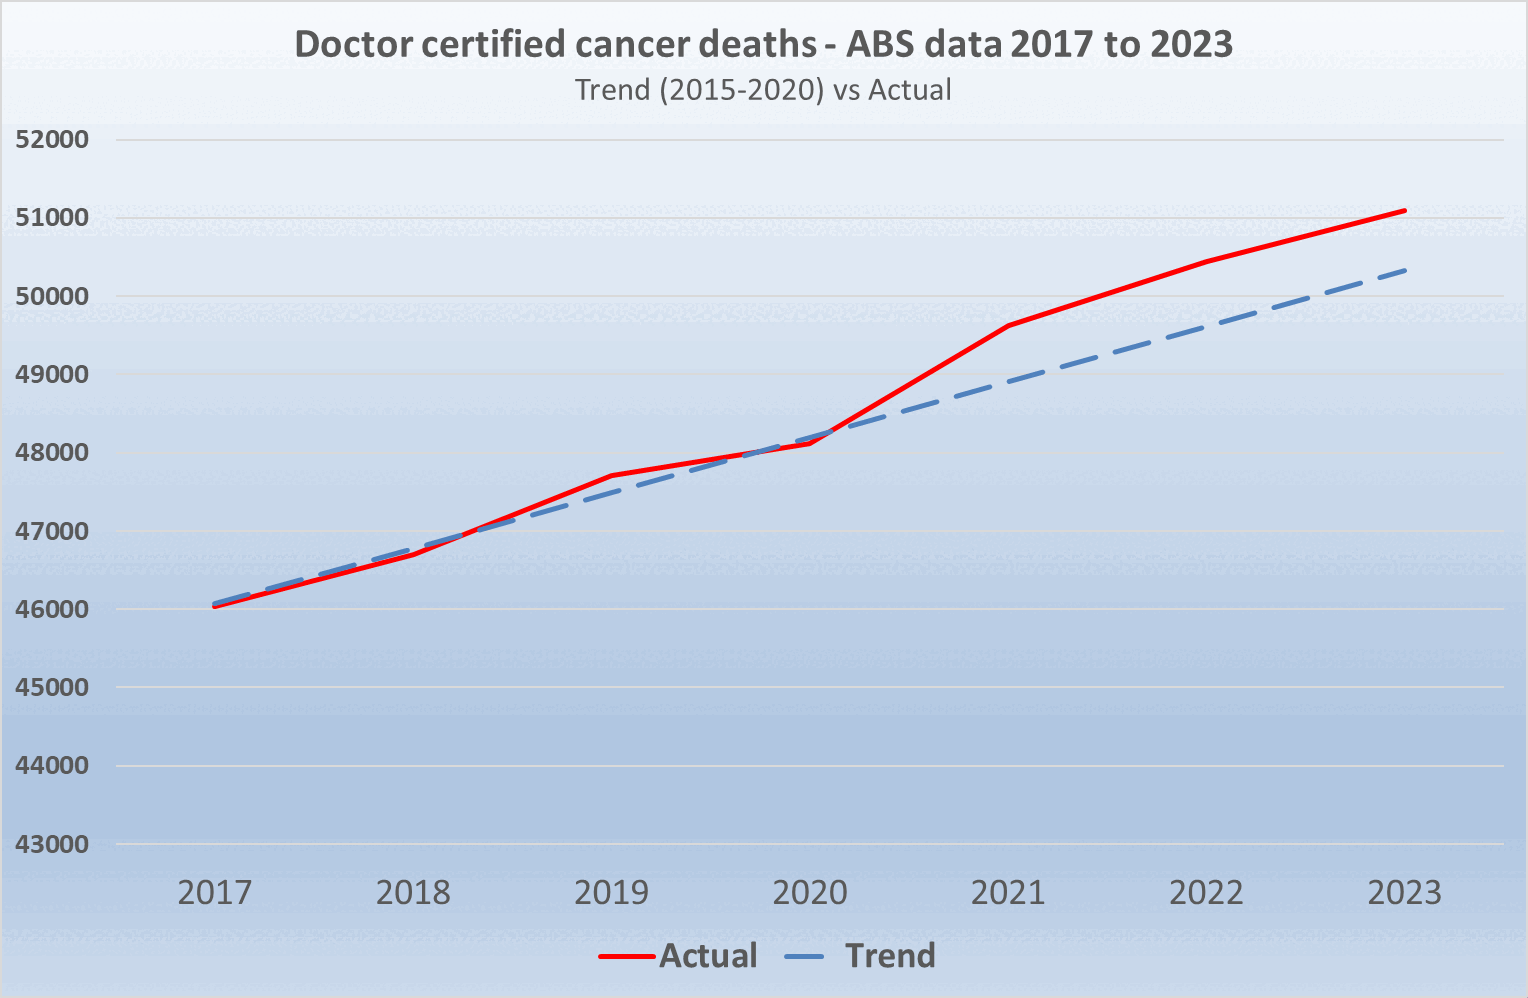 Doctor certified cancer deaths - ABS data 2017 to 2023
Trend (2015-2020) vs Actual
52000
51000
50000
49000
48000
47000
46000
45000
44000
43000
2017 2018 2019 2020 2021 2022 2023
Actual Trend